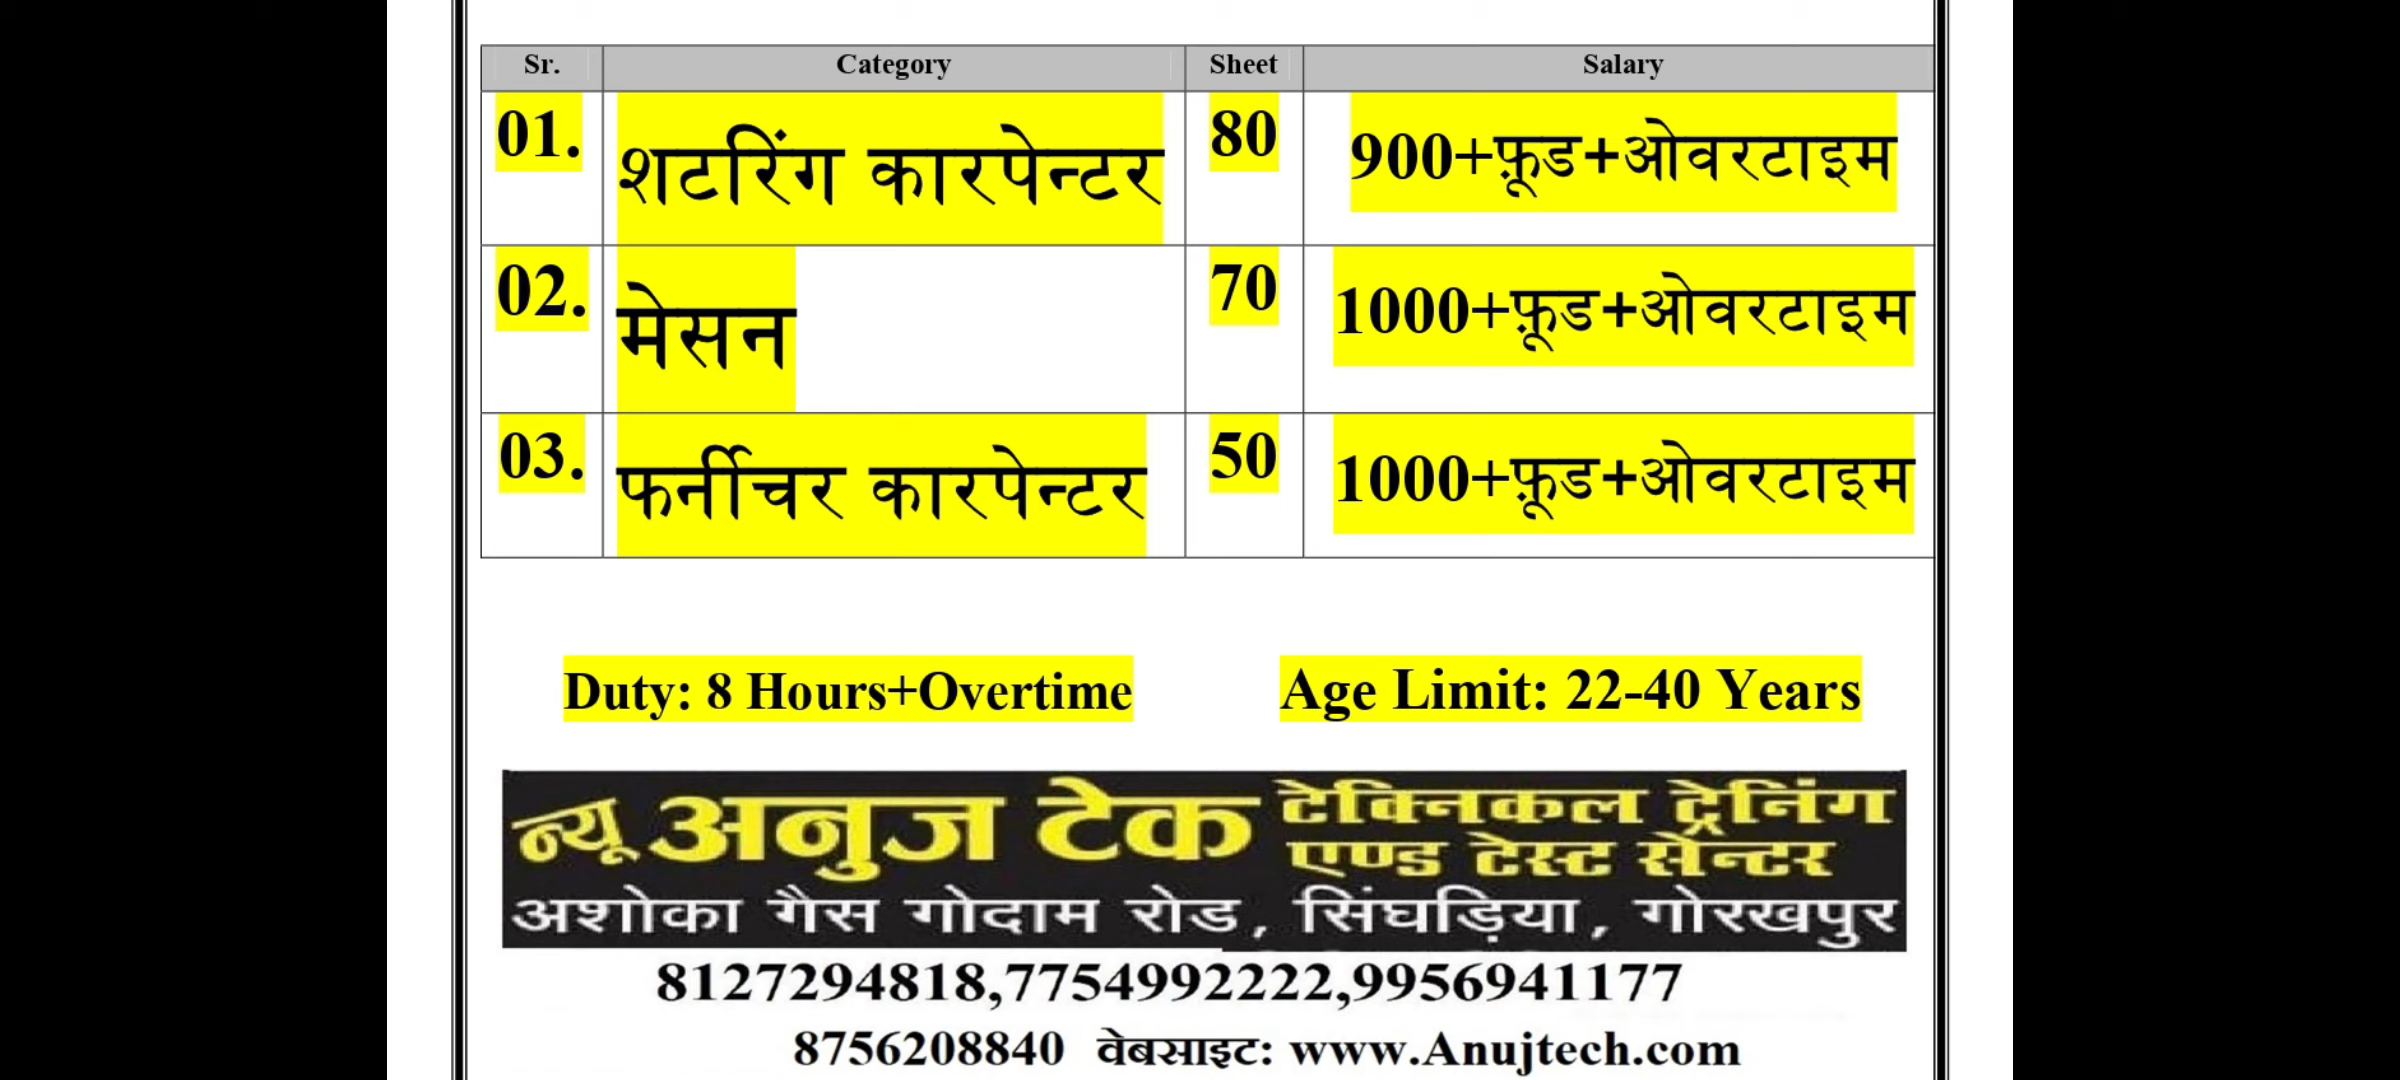 Sr. Category Sheet Salary
01. शटरिंग कारपेन्टर 80 900+फ़ूड+ओवरटाइम
02. मेसन 70 1000+फ़ूड+ओवरटाइम
03. फर्नीचर कारपेन्टर 50 1000+फ़ूड+ओवरटाइम
Duty: 8 Hours+Overtime Age Limit: 22-40 Years
न्यू अनुज टेक टेक्निकल ट्रेनिंग
एण्ड टेस्ट सेन्टर
अशोका गैस गोदाम रोड, सिंघड़िया, गोरखपुर
8127294818,7754992222,9956941177
8756208840 वेबसाइट: www.Anujtech.com